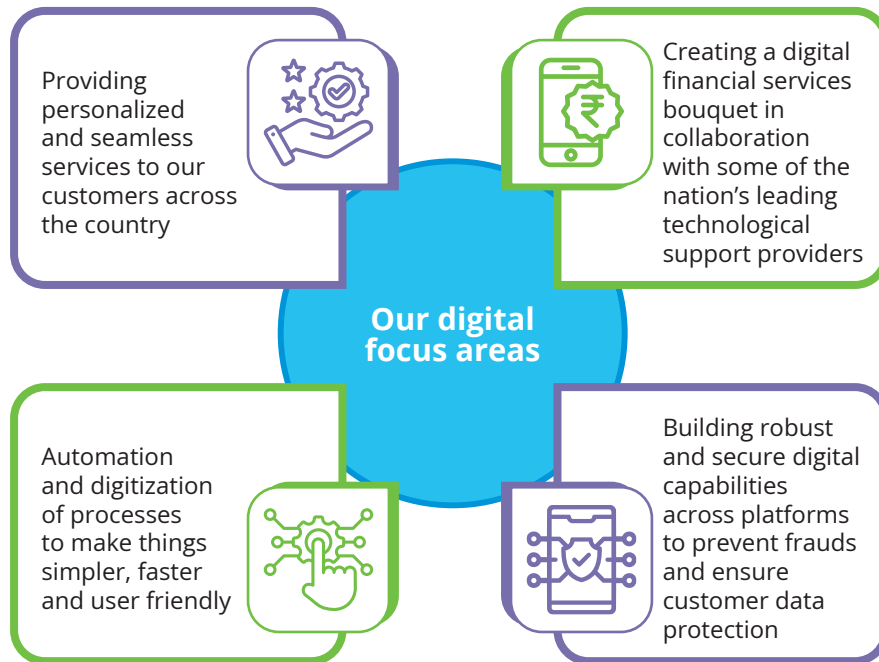 Providing
personalized
and seamless
services to our
customers across
the country
Creating a digital
financial services
bouquet in
collaboration
with some of the
nation’s leading
technological
support providers
Our digital
focus areas
Automation
and digitization
of processes
to make things
simpler, faster
and user friendly
Building robust
and secure digital
capabilities
across platforms
to prevent frauds
and ensure
customer data
protection
₹